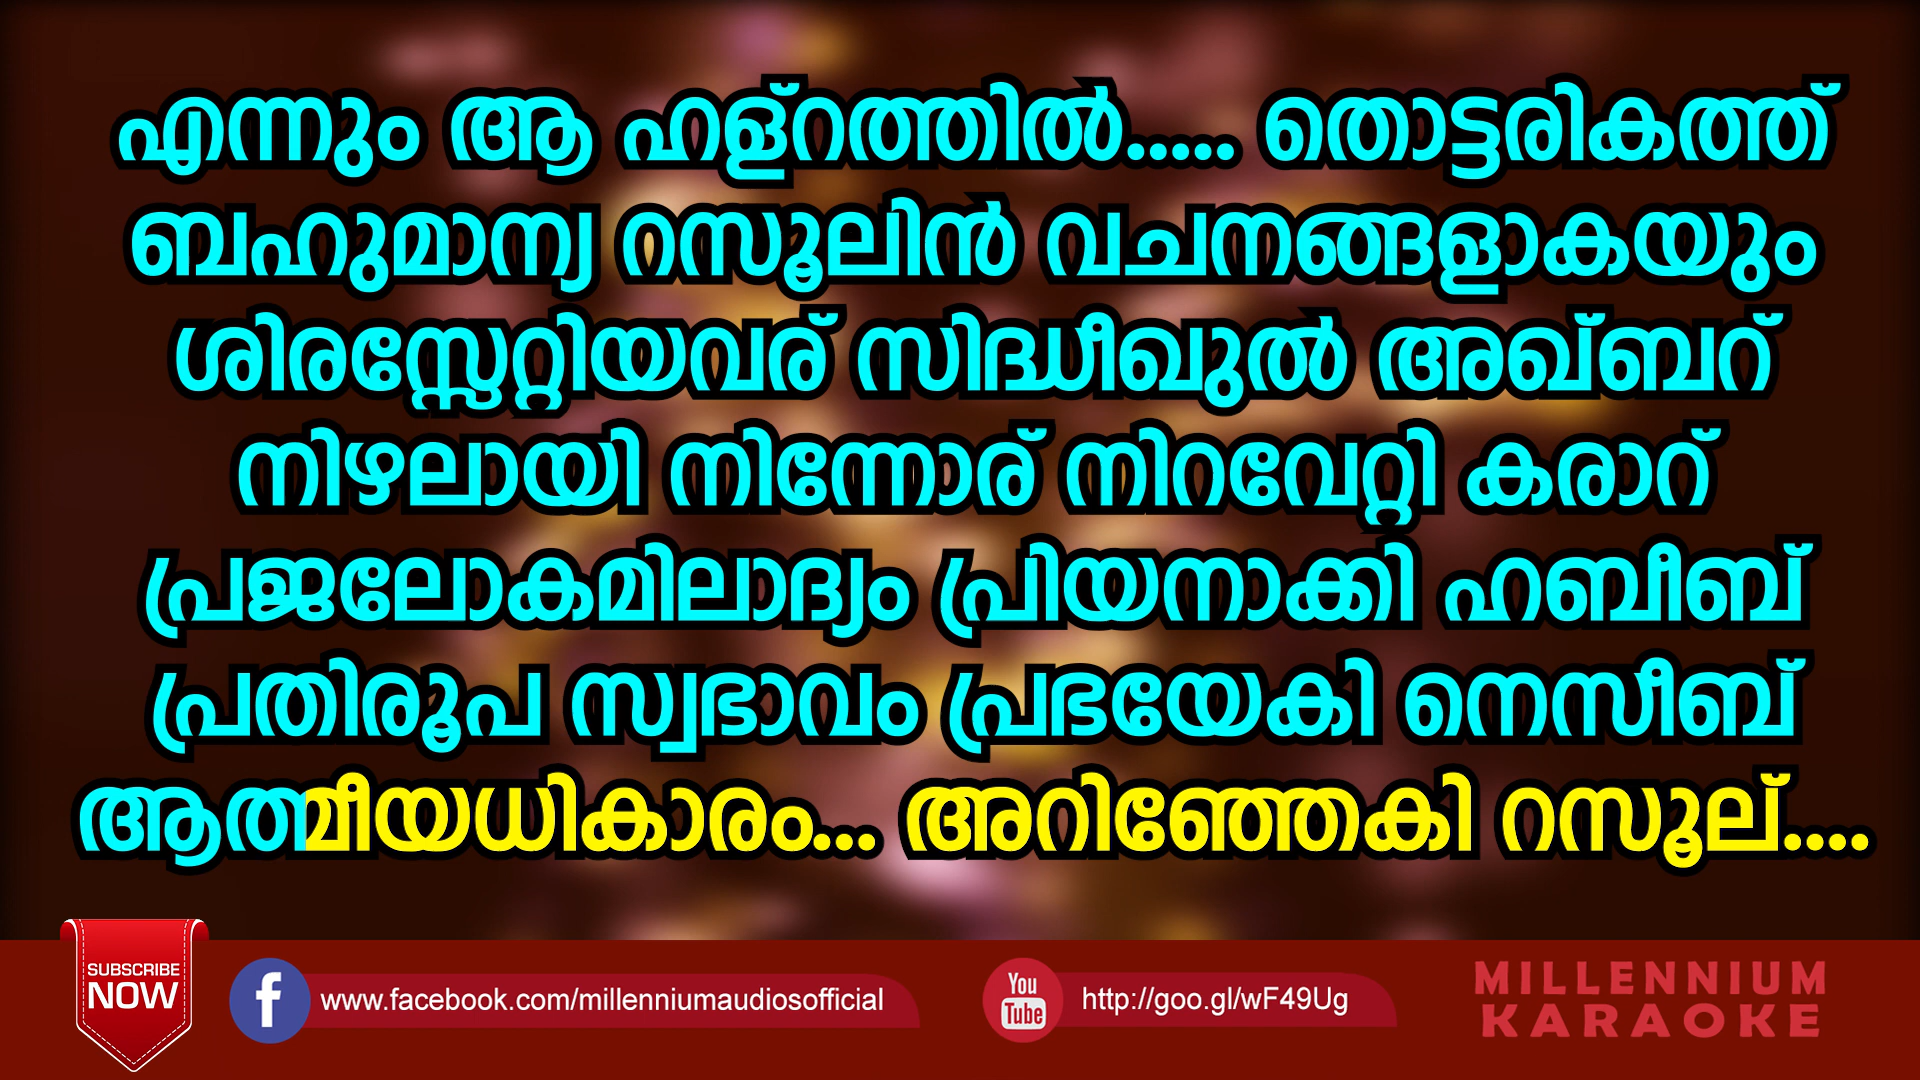 എന്നും ആ ഹള്റത്തിൽ..... തൊട്ടരികത്ത്
ബഹുമാന്യ റസൂലിൻ വചനങ്ങളാകയും
ശിരസ്സേറ്റിയവര് സിദ്ധീഖുൽ അഖ്ബറ്
നിഴലായി നിന്നോര് നിറവേറ്റി കരാറ്
പ്രജലോകമിലാദ്യം പ്രിയനാക്കി ഹബീബ്
പ്രതിരൂപ സ്വഭാവം പ്രഭയേകി നെസീബ്
ആത്മീയധികാരം... അറിഞ്ഞേകി റസൂല്....
SUBSCRIBE
NOW
f www.facebook.com/millenniumaudiosofficial
You
Tube
http://goo.gl/wF49Ug
MILLENNIUM
KARAOKE